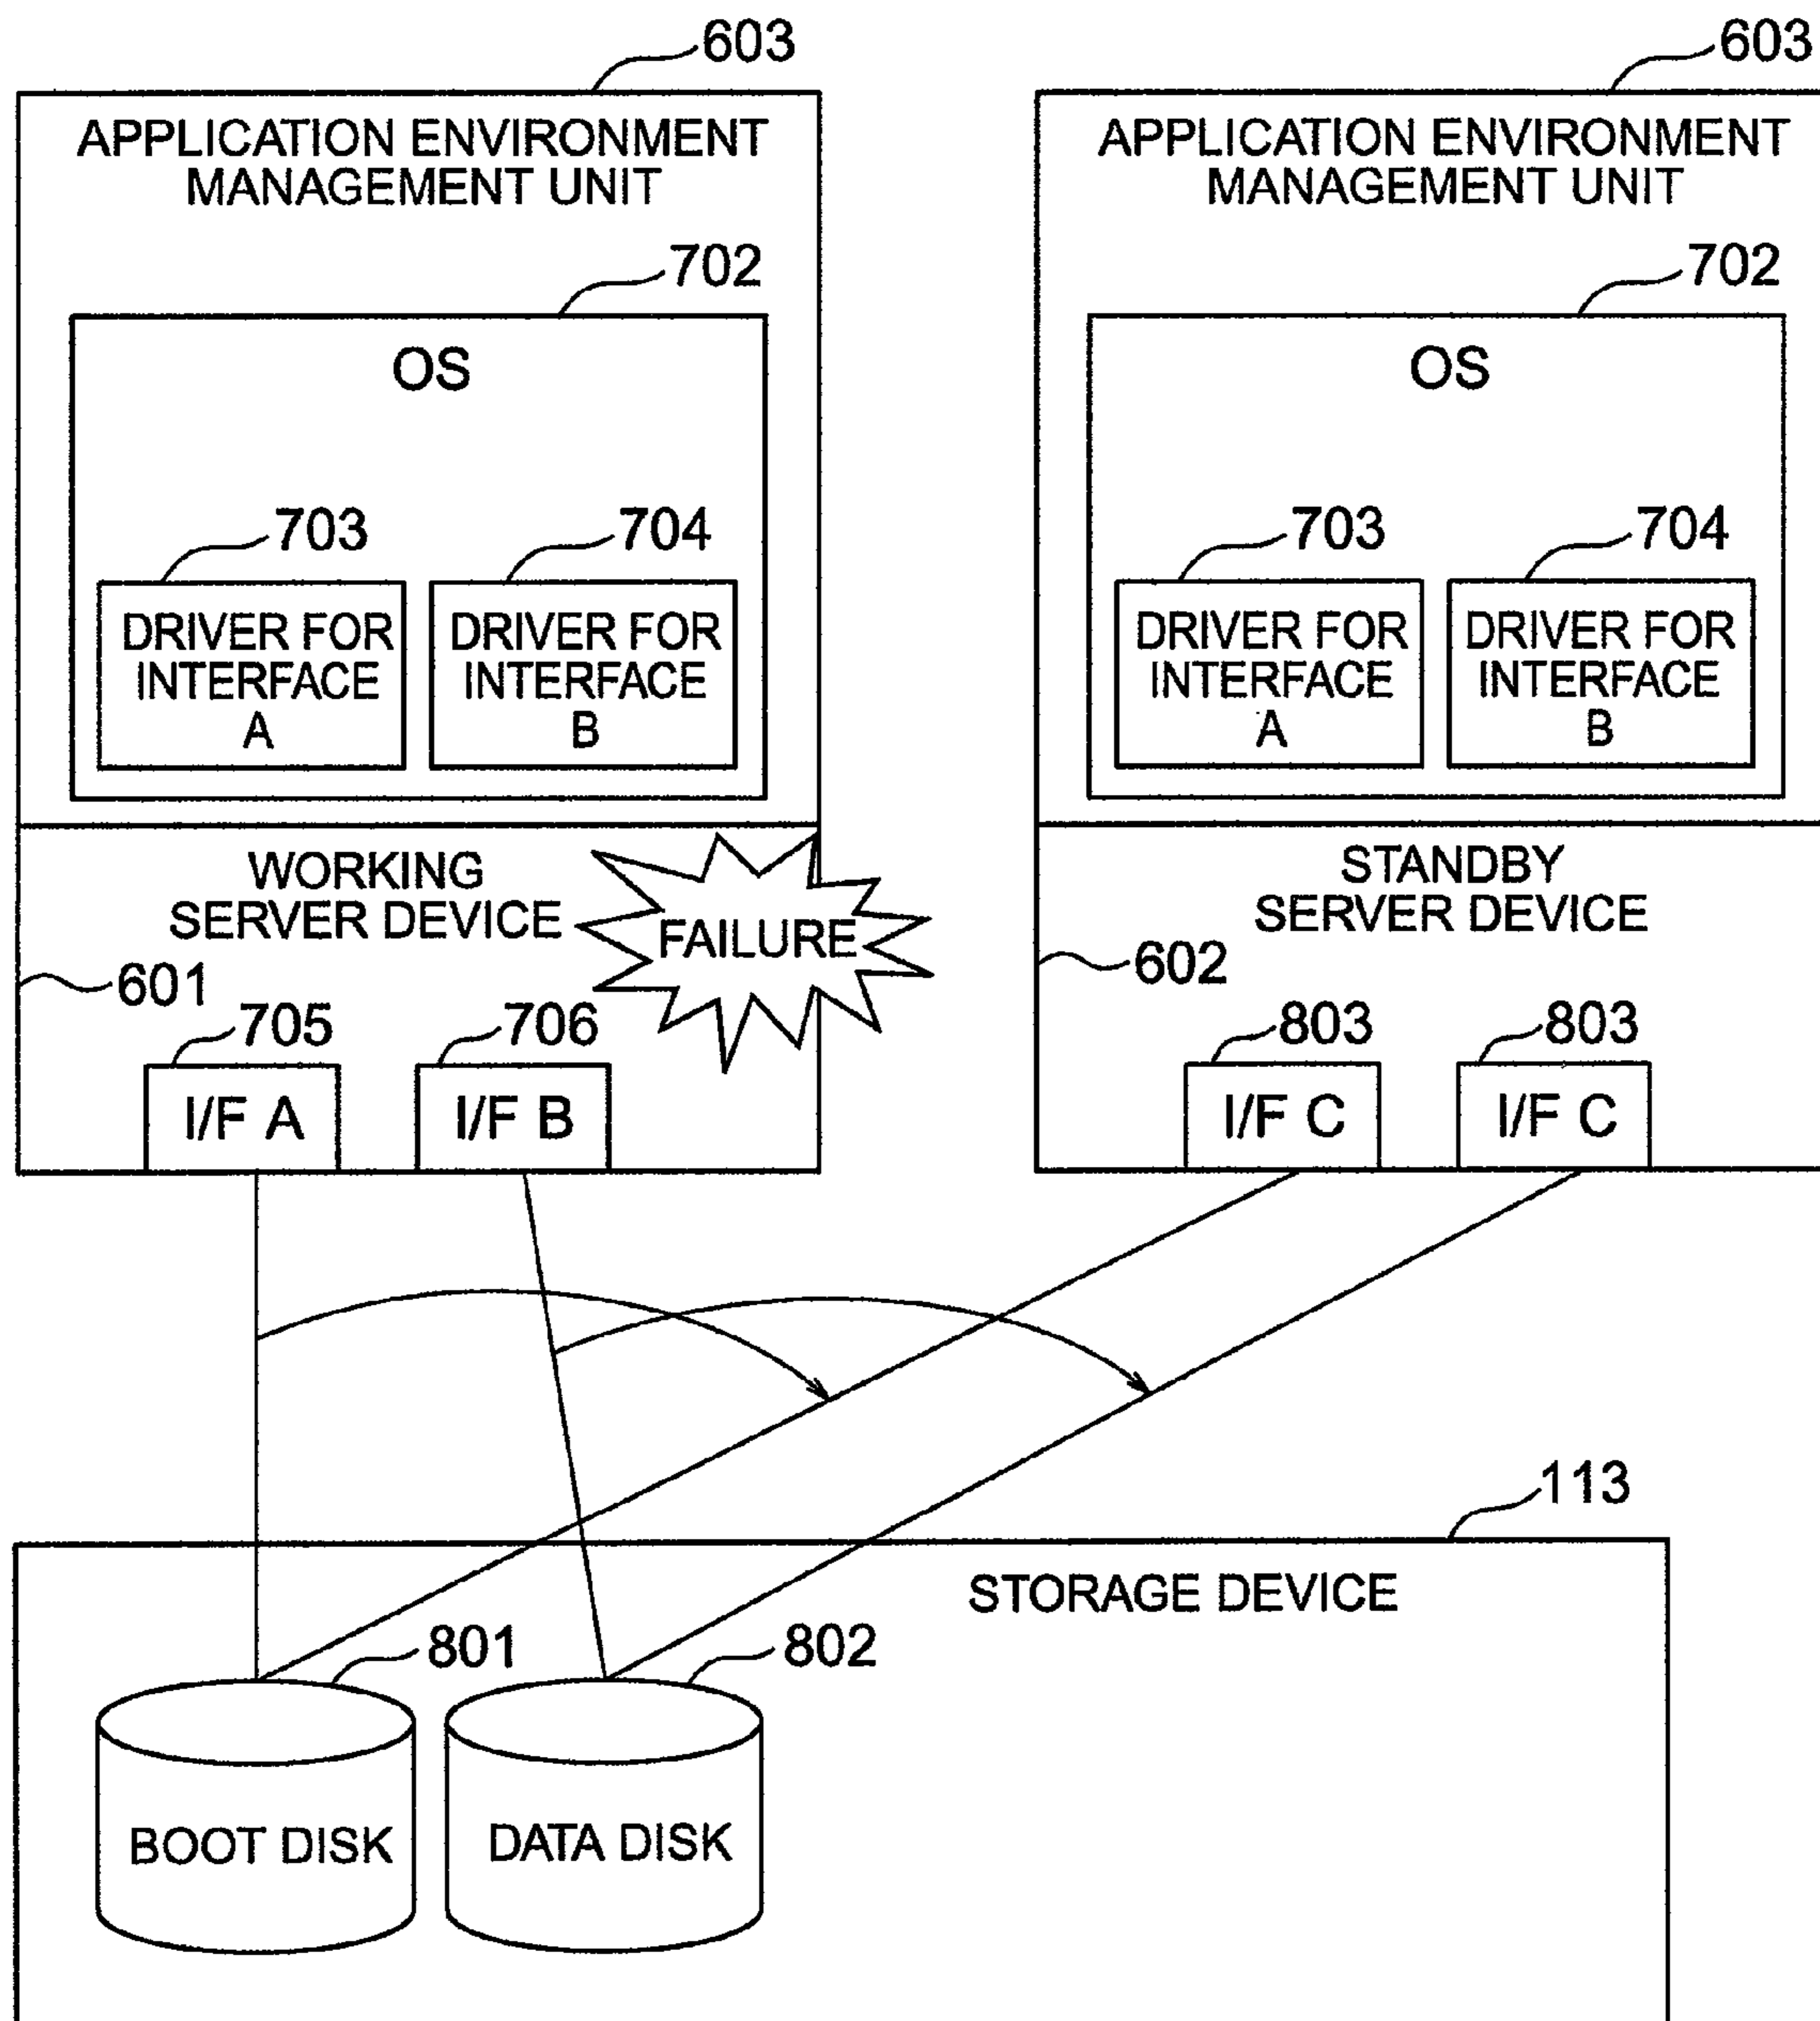 603
603
APPLICATION ENVIRONMENT
MANAGEMENT UNIT
APPLICATION ENVIRONMENT
MANAGEMENT UNIT
702
702
OS
OS
703
704
703
704
DRIVER FOR
INTERFACE
A
DRIVER FOR
INTERFACE
B
DRIVER FOR
INTERFACE
A
DRIVER FOR
INTERFACE
B
WORKING
SERVER DEVICE
FAILURE
STANDBY
SERVER DEVICE
601
602
705
706
803
803
I/F A
I/F B
I/F C
I/F C
113
STORAGE DEVICE
801
802
BOOT DISK
DATA DISK